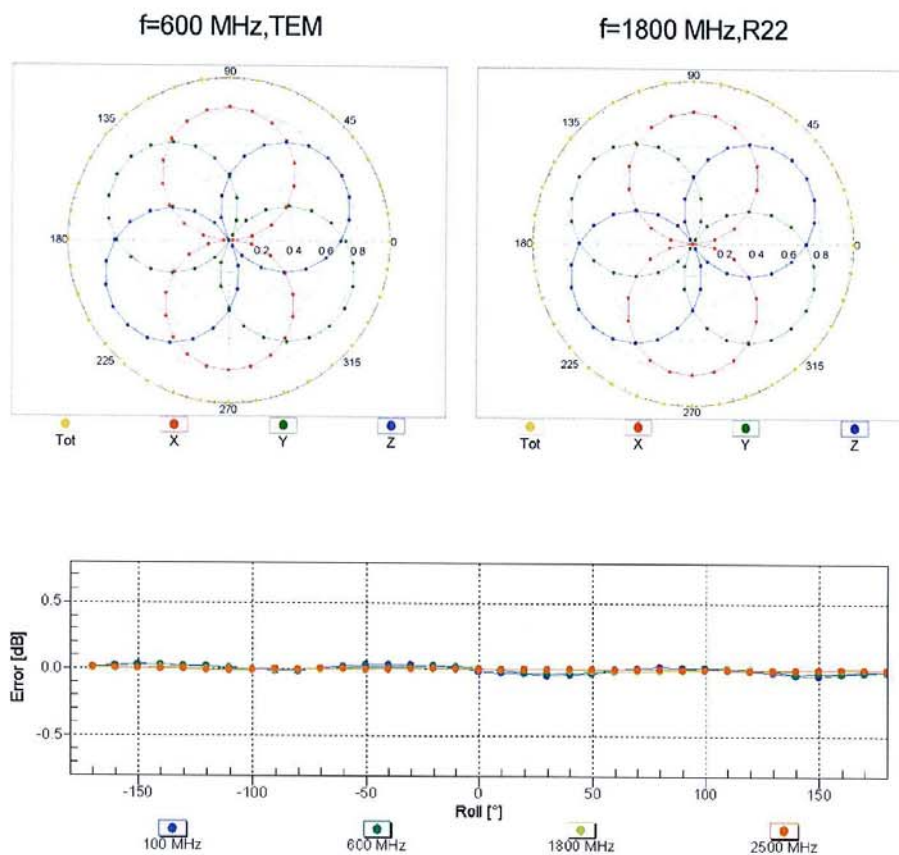 f=600 MHz,TEM
f=1800 MHz,R22
90
135
45
180
0.2 0.4 0.6 0.8
0
225
315
270
Tot X Y Z
90
135
45
180
0.2 0.4 0.6 0.8
0
225
315
270
Tot X Y Z
Error [dB]
0.5
0.0
-0.5
-150 -100 -50 0 50 100 150
Roll [°]
100 MHz 600 MHz 1800 MHz 2500 MHz